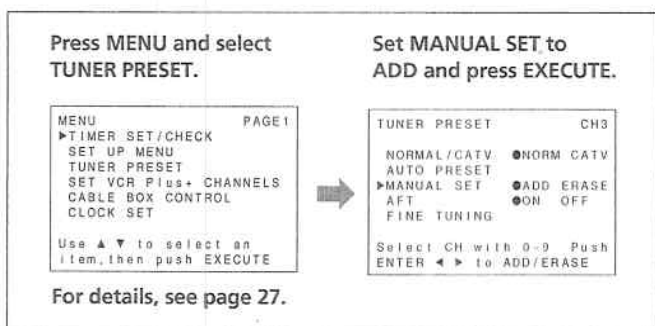 Press MENU and select
TUNER PRESET.
MENU PAGE1
▶TIMER SET/CHECK
SET UP MENU
TUNER PRESET
SET VCR Plus+ CHANNELS
CABLE BOX CONTROL
CLOCK SET
Use ▲ ▼ to select an
item,then push EXECUTE
For details, see page 27.
Set MANUAL SET to
ADD and press EXECUTE.
TUNER PRESET CH3
NORMAL/CATV ●NORM CATV
AUTO PRESET
▶MANUAL SET ●ADD ERASE
AFT ●ON OFF
FINE TUNING
Select CH with 0-9 Push
ENTER ◀ ▶ to ADD/ERASE